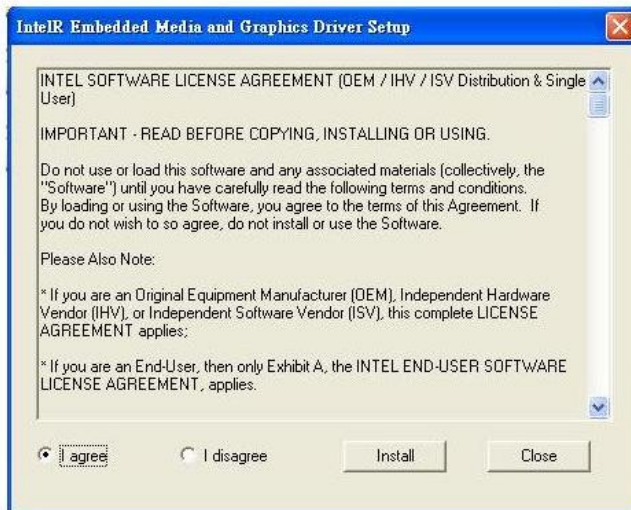 IntelR Embedded Media and Graphics Driver Setup
INTEL SOFTWARE LICENSE AGREEMENT (OEM / IHV / ISV Distribution & Single
User)
IMPORTANT - READ BEFORE COPYING, INSTALLING OR USING.
Do not use or load this software and any associated materials (collectively, the
"Software") until you have carefully read the following terms and conditions.
By loading or using the Software, you agree to the terms of this Agreement. If
you do not wish to so agree, do not install or use the Software.
Please Also Note:
* If you are an Original Equipment Manufacturer (OEM), Independent Hardware
Vendor (IHV), or Independent Software Vendor (ISV), this complete LICENSE
AGREEMENT applies;
* If you are an End-User, then only Exhibit A, the INTEL END-USER SOFTWARE
LICENSE AGREEMENT, applies.
I agree
I disagree
Install
Close